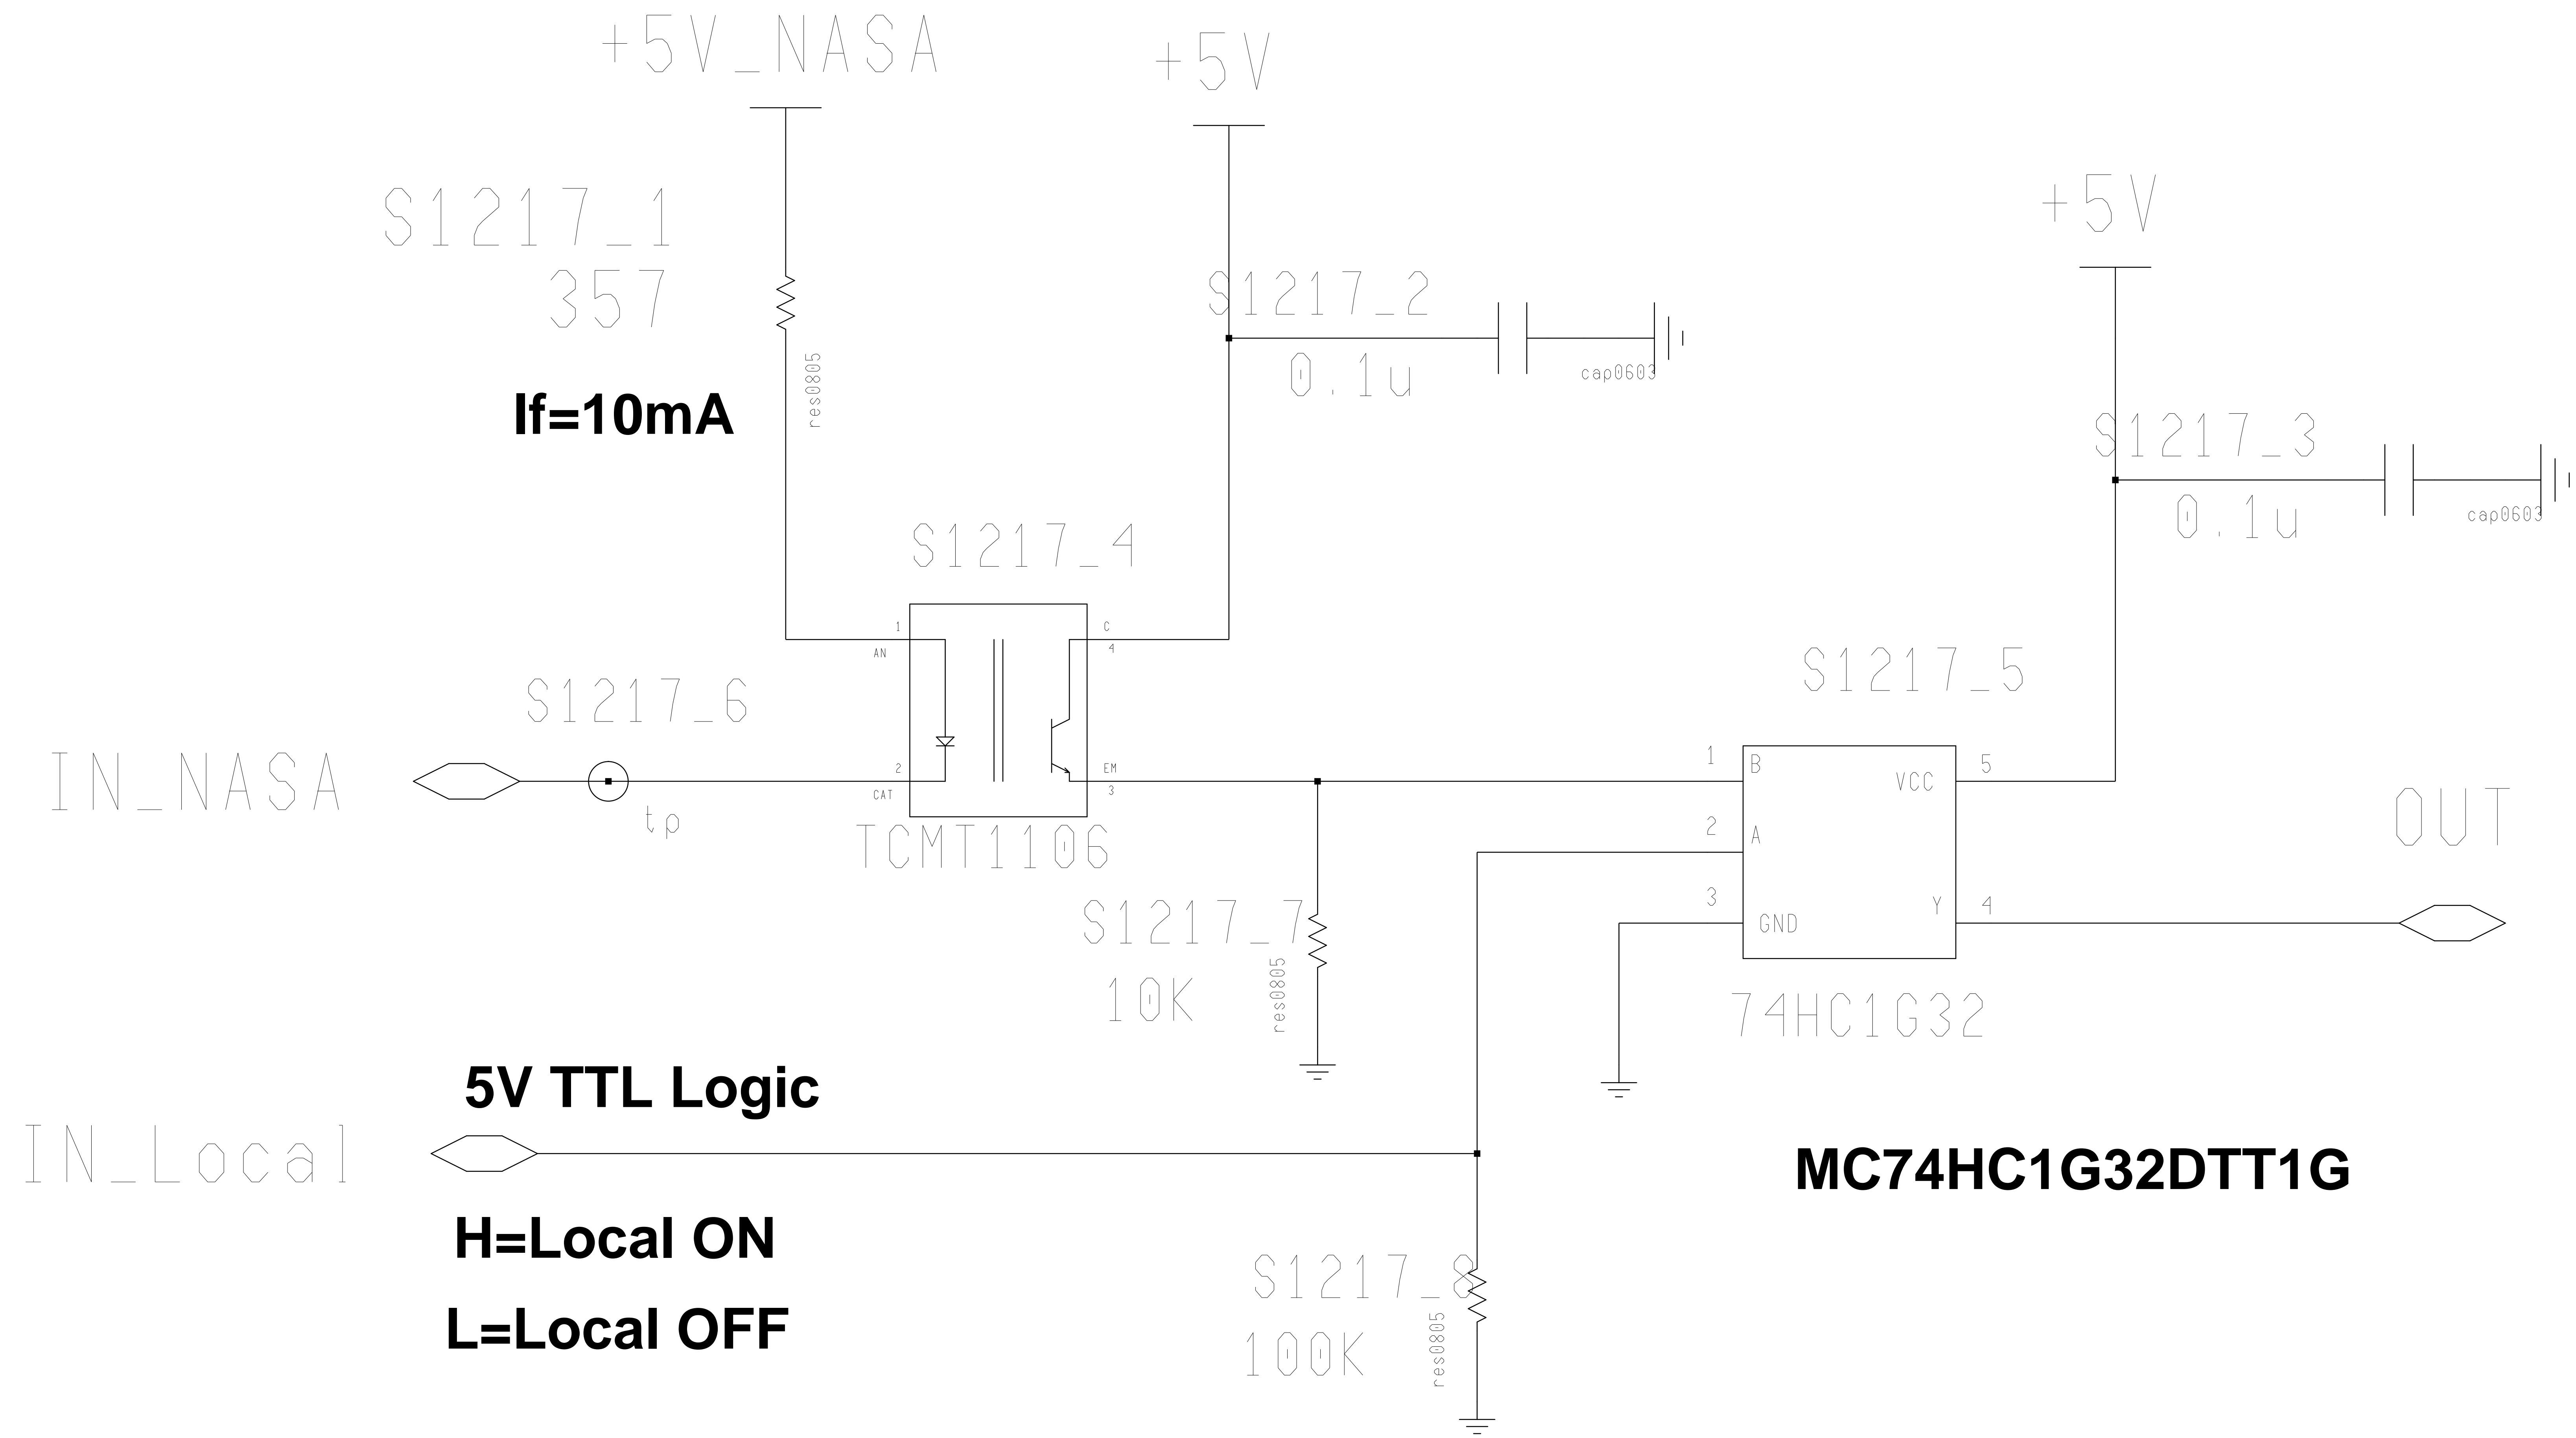 +5V_NASA
+5V
+5V
S1217_1
357
res0805
If=10mA
S1217_2
0.1u
cap0603
S1217_3
0.1u
cap0603
S1217_4
1
AN
C
4
2
CAT
EM
3
TCMT1106
S1217_6
IN_NASA
tp
S1217_5
1
B
VCC
5
2
A
3
GND
Y
4
74HC1G32
OUT
S1217_7
10K
res0805
5V TTL Logic
IN_Local
H=Local ON
L=Local OFF
MC74HC1G32DTT1G
S1217_8
100K
res0805